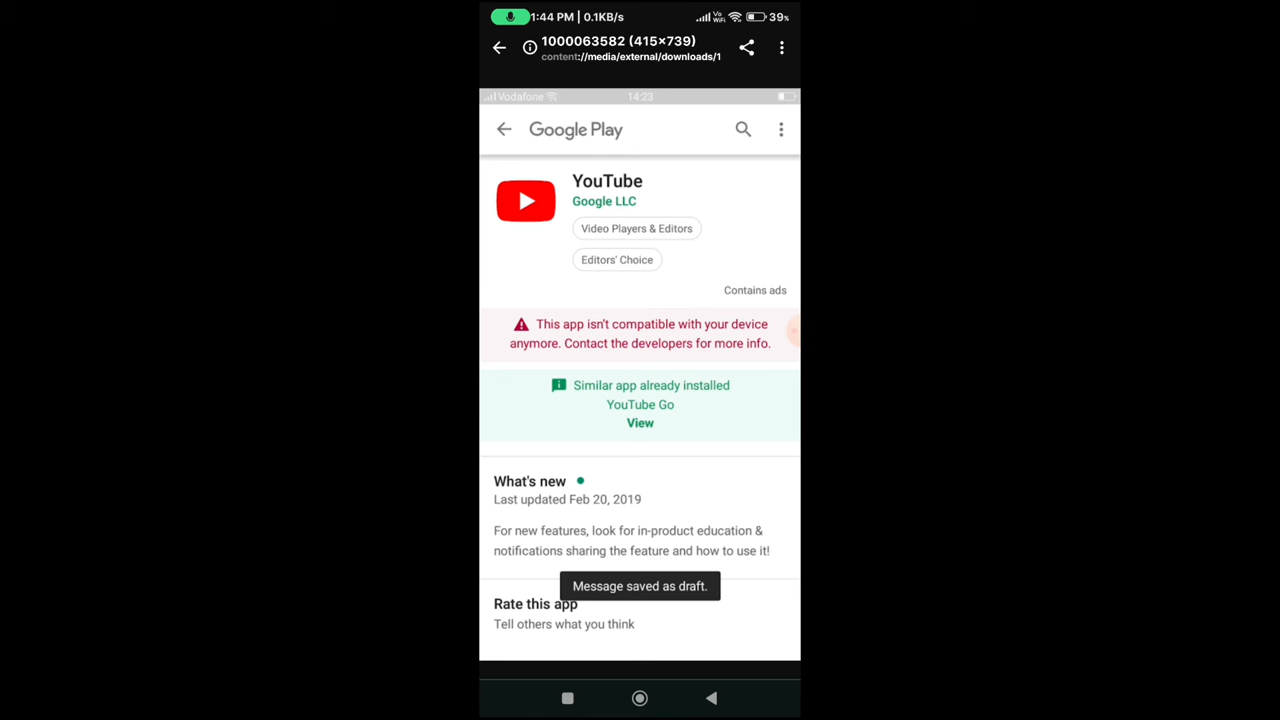 1:44 PM | 0.1KB/s Vo WiFi 39%
1000063582 (415×739)
content://media/external/downloads/1
Vodafone 14:23
Google Play
YouTube
Google LLC
Video Players & Editors
Editors' Choice
Contains ads
This app isn't compatible with your device
anymore. Contact the developers for more info.
Similar app already installed
YouTube Go
View
What's new
Last updated Feb 20, 2019
For new features, look for in-product education &
notifications sharing the feature and how to use it!
Message saved as draft.
Rate this app
Tell others what you think